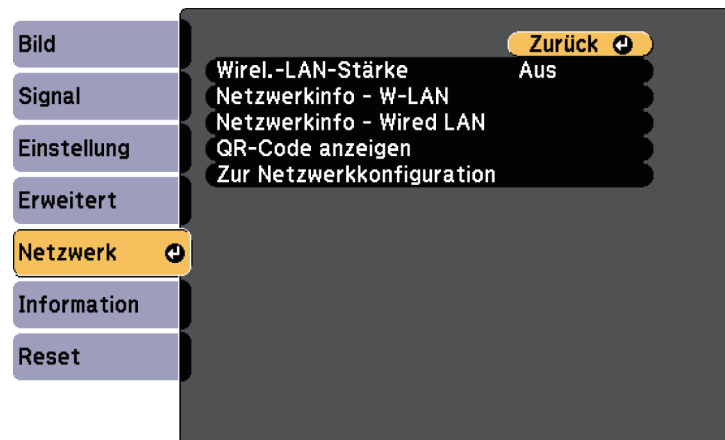 Bild
Signal
Einstellung
Erweitert
Netzwerk
Information
Reset
Zurück
Wirel.-LAN-Stärke Aus
Netzwerkinfo - W-LAN
Netzwerkinfo - Wired LAN
QR-Code anzeigen
Zur Netzwerkkonfiguration